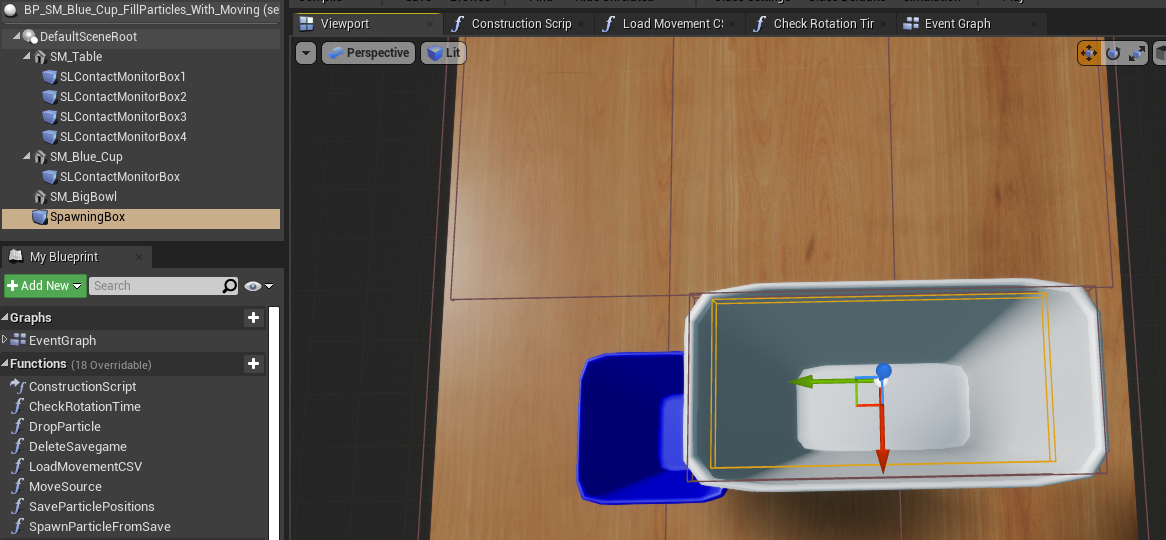 BP_SM_Blue_Cup_FillParticles_With_Moving (se
DefaultSceneRoot
SM_Table
SLContactMonitorBox1
SLContactMonitorBox2
SLContactMonitorBox3
SLContactMonitorBox4
SM_Blue_Cup
SLContactMonitorBox
SM_BigBowl
SpawningBox
My Blueprint
Add New
Search
Graphs
EventGraph
Functions (18 Overridable)
ConstructionScript
CheckRotationTime
DropParticle
DeleteSavegame
LoadMovementCSV
MoveSource
SaveParticlePositions
SpawnParticleFromSave
Viewport
Construction Scrip
Load Movement C
Check Rotation Tir
Event Graph
Perspective
Lit